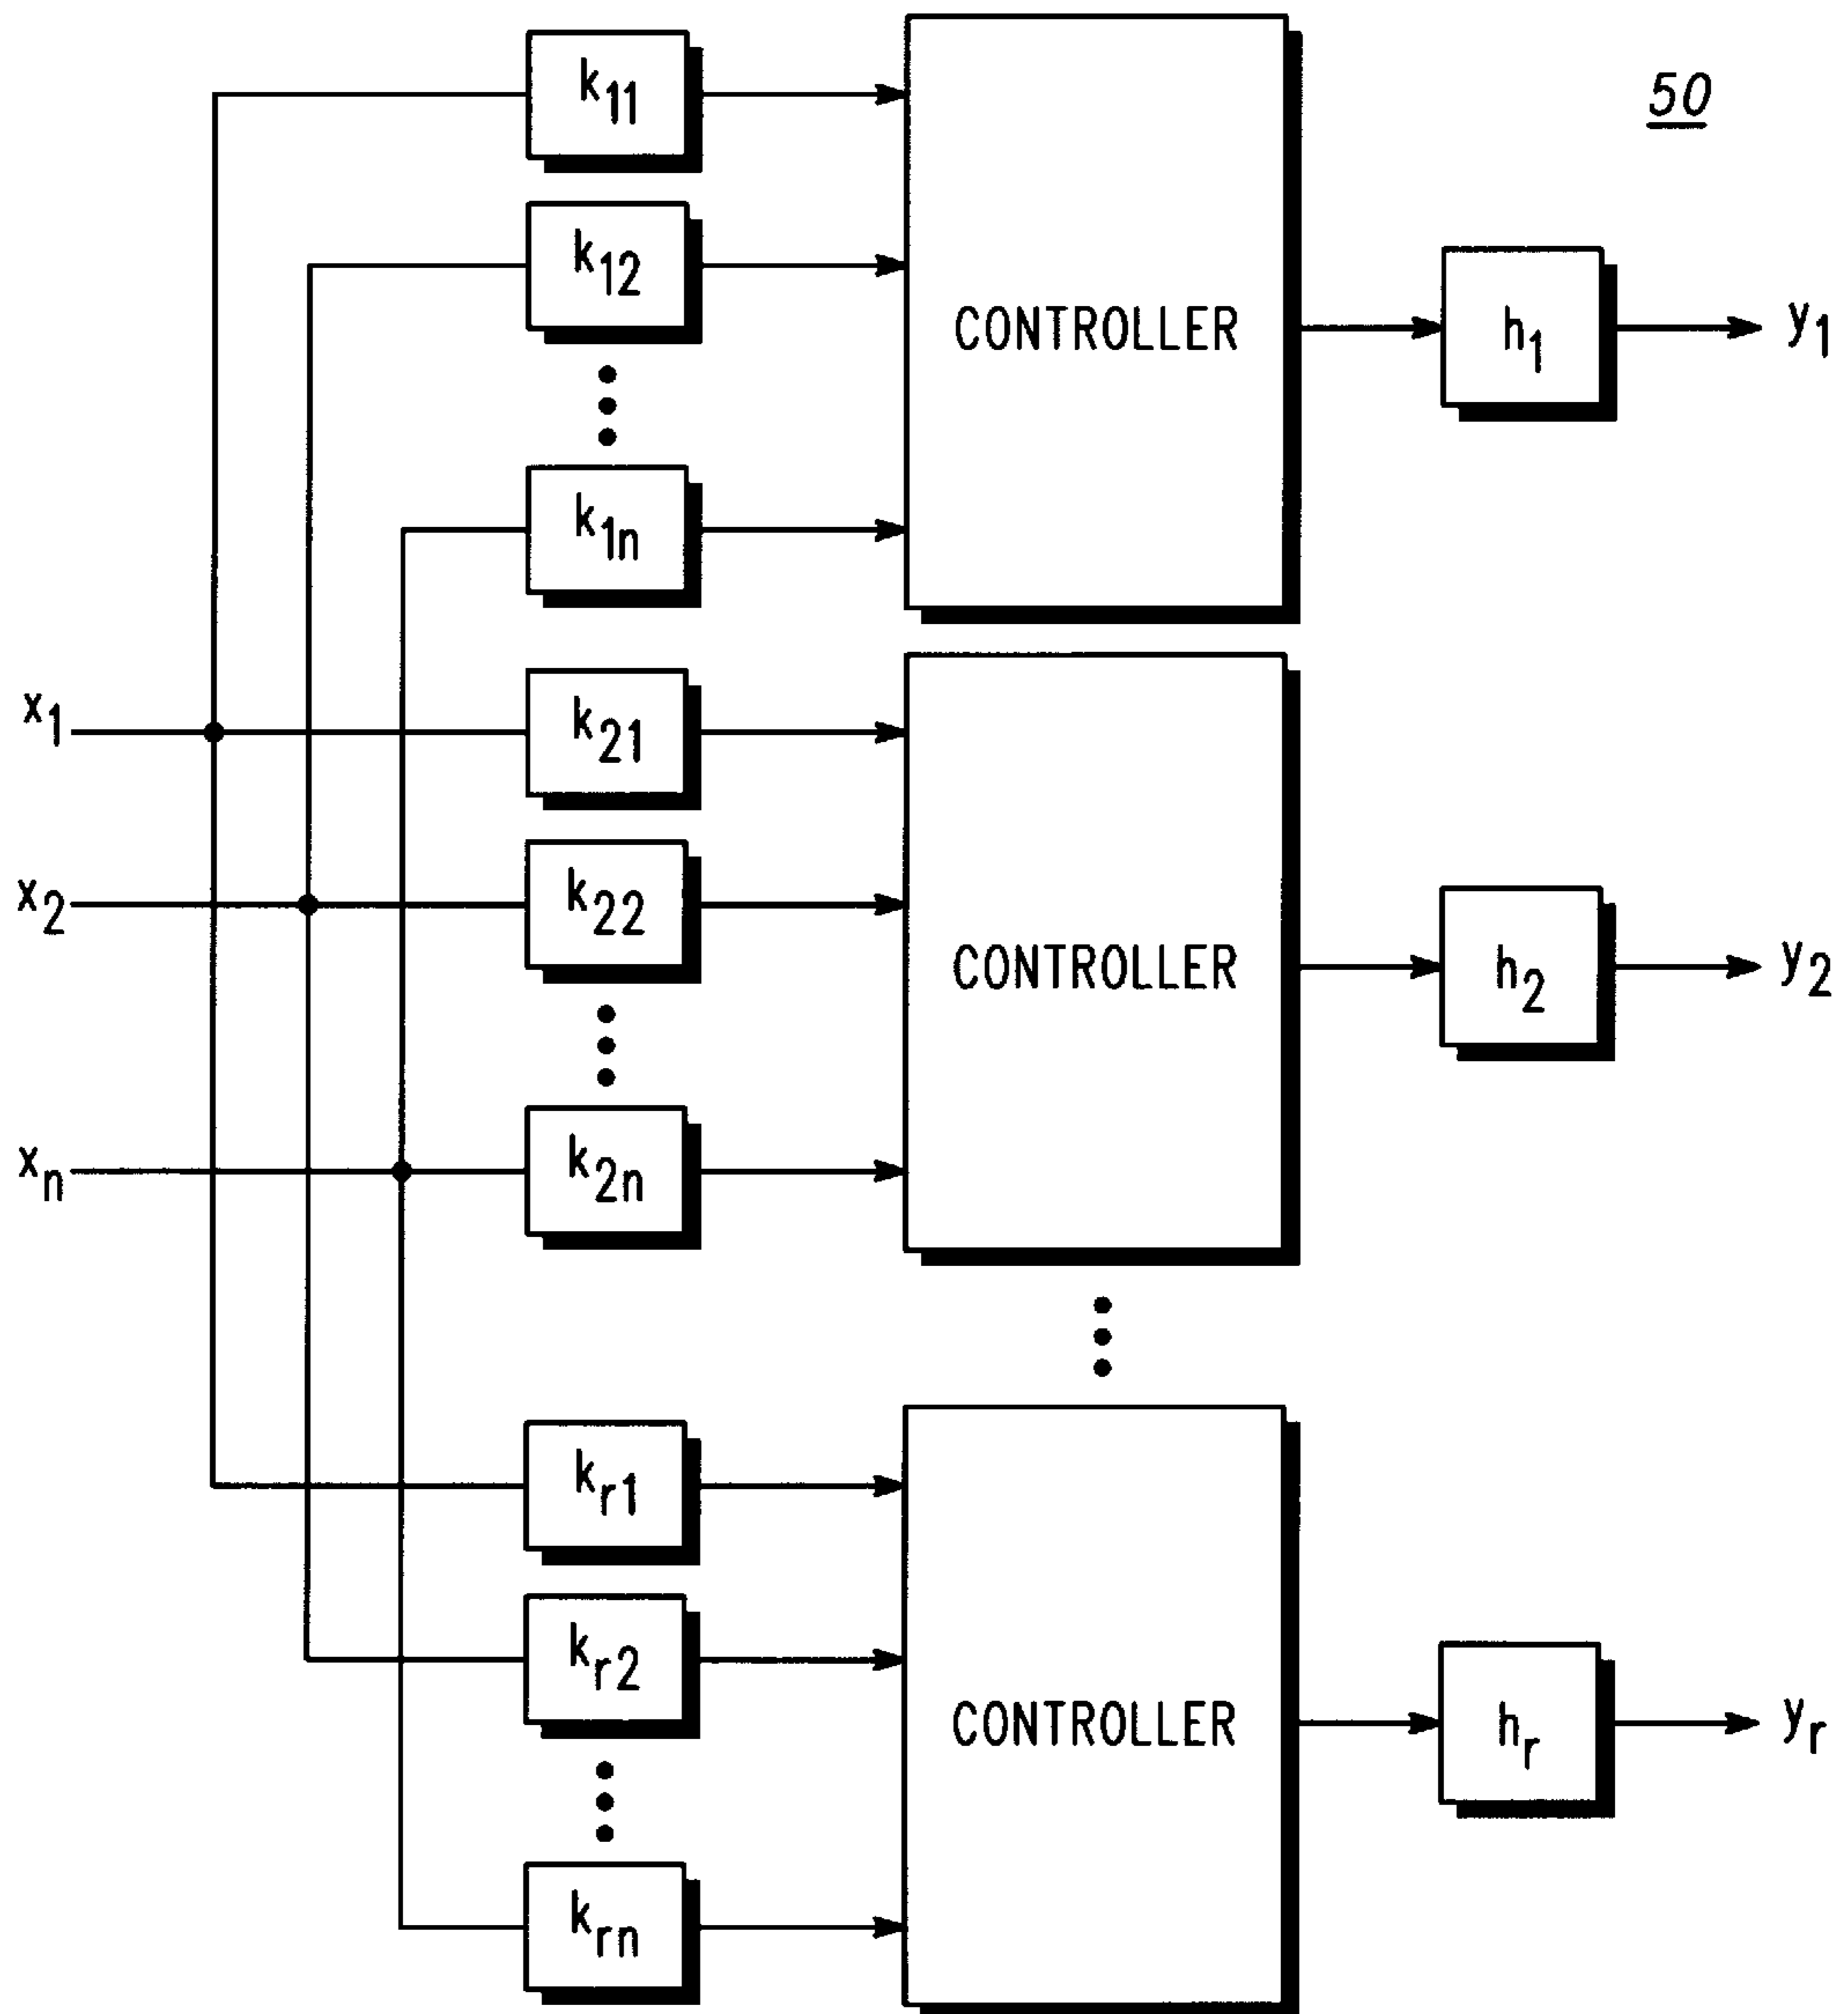 50
k11
k12
CONTROLLER
h1
y1
k1n
x1
k21
x2
k22
CONTROLLER
h2
y2
xn
k2n
kr1
kr2
CONTROLLER
hr
yr
krn